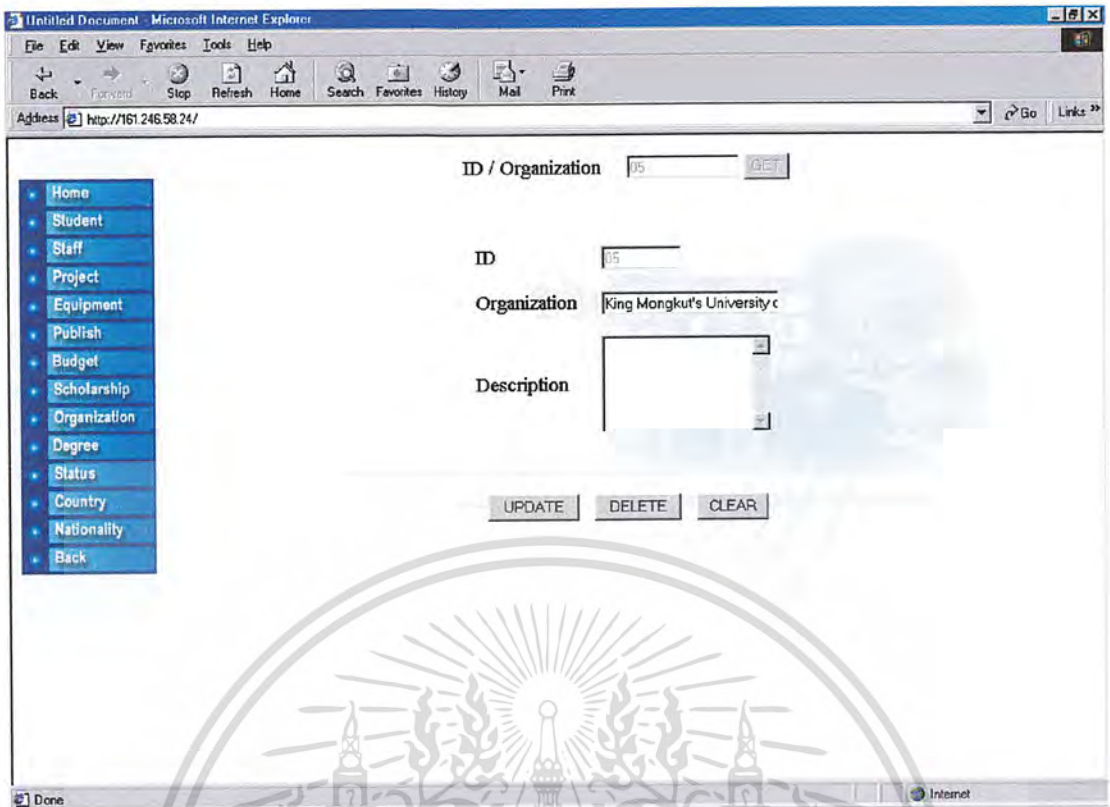 Untitled Document - Microsoft Internet Explorer
File Edit View Favorites Tools Help
Back Forward Stop Refresh Home Search Favorites History Mail Print
Address http://161.246.58.24/ Go Links »
ID / Organization 05 GET
Home
Student
Staff
Project
Equipment
Publish
Budget
Scholarship
Organization
Degree
Status
Country
Nationality
Back
ID 05
Organization King Mongkut's University c
Description
UPDATE DELETE CLEAR
Done Internet